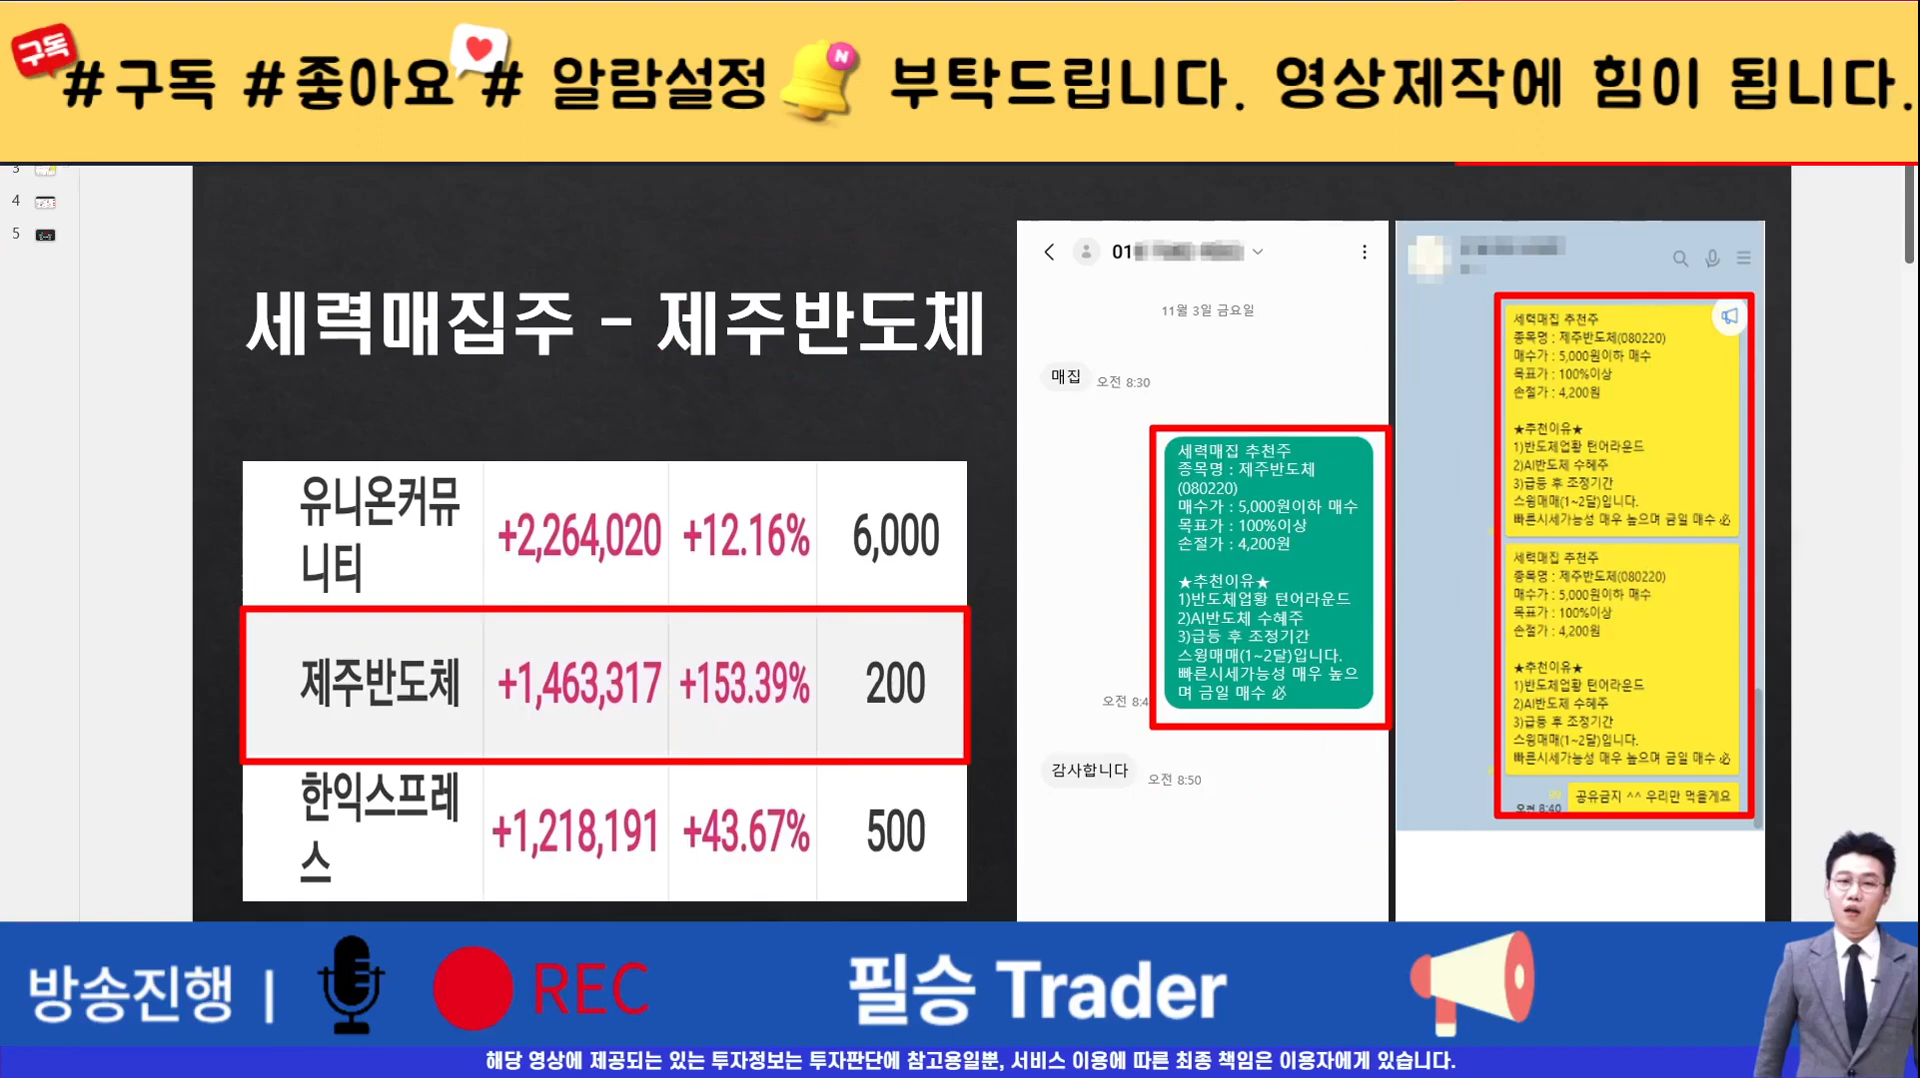 구독
#구독 #좋아요 # 알람설정 N 부탁드립니다. 영상제작에 힘이 됩니다.
3
4
5
세력매집주 - 제주반도체
유니온커뮤
니티
+2,264,020 +12.16% 6,000
제주반도체 +1,463,317 +153.39% 200
한익스프레
스
+1,218,191 +43.67% 500
01
11월 3일 금요일
매집 오전 8:30
세력매집 추천주
종목명 : 제주반도체
(080220)
매수가 : 5,000원이하 매수
목표가 : 100%이상
손절가 : 4,200원
★추천이유★
1)반도체업황 턴어라운드
2)AI반도체 수혜주
3)급등 후 조정기간
스윙매매(1~2달)입니다.
빠른시세가능성 매우 높으
며 금일 매수 必
오전 8:4
감사합니다 오전 8:50
세력매집 추천주
종목명 : 제주반도체(080220)
매수가 : 5,000원이하 매수
목표가 : 100%이상
손절가 : 4,200원
★추천이유★
1)반도체업황 턴어라운드
2)AI반도체 수혜주
3)급등 후 조정기간
스윙매매(1~2달)입니다.
빠른시세가능성 매우 높으며 금일 매수 必
세력매집 추천주
종목명 : 제주반도체(080220)
매수가 : 5,000원이하 매수
목표가 : 100%이상
손절가 : 4,200원
★추천이유★
1)반도체업황 턴어라운드
2)AI반도체 수혜주
3)급등 후 조정기간
스윙매매(1~2달)입니다.
빠른시세가능성 매우 높으며 금일 매수 必
오전 8:40 공유금지 ^^ 우리만 먹을게요
방송진행 | REC 필승 Trader
해당 영상에 제공되는 있는 투자정보는 투자판단에 참고용일뿐, 서비스 이용에 따른 최종 책임은 이용자에게 있습니다.